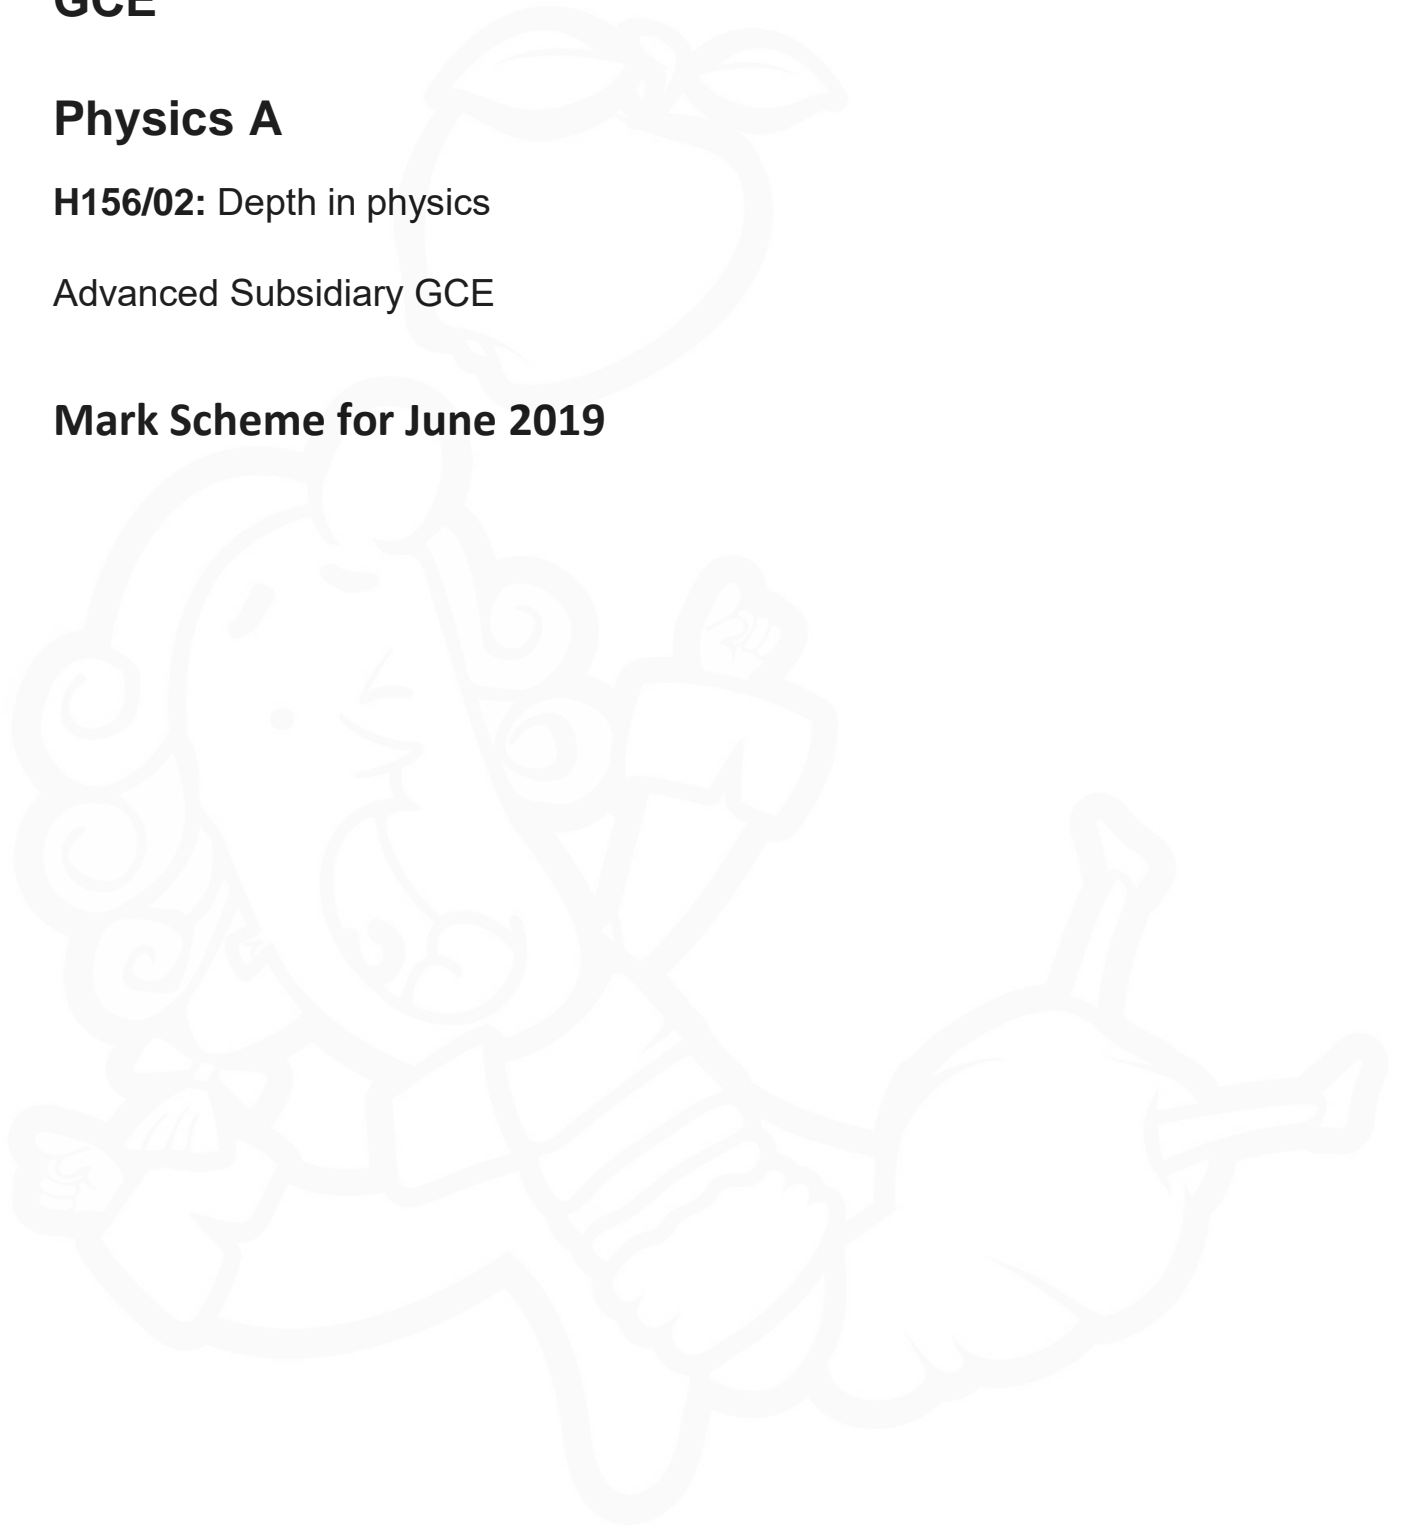 GCE
Physics A
H156/02: Depth in physics
Advanced Subsidiary GCE
Mark Scheme for June 2019